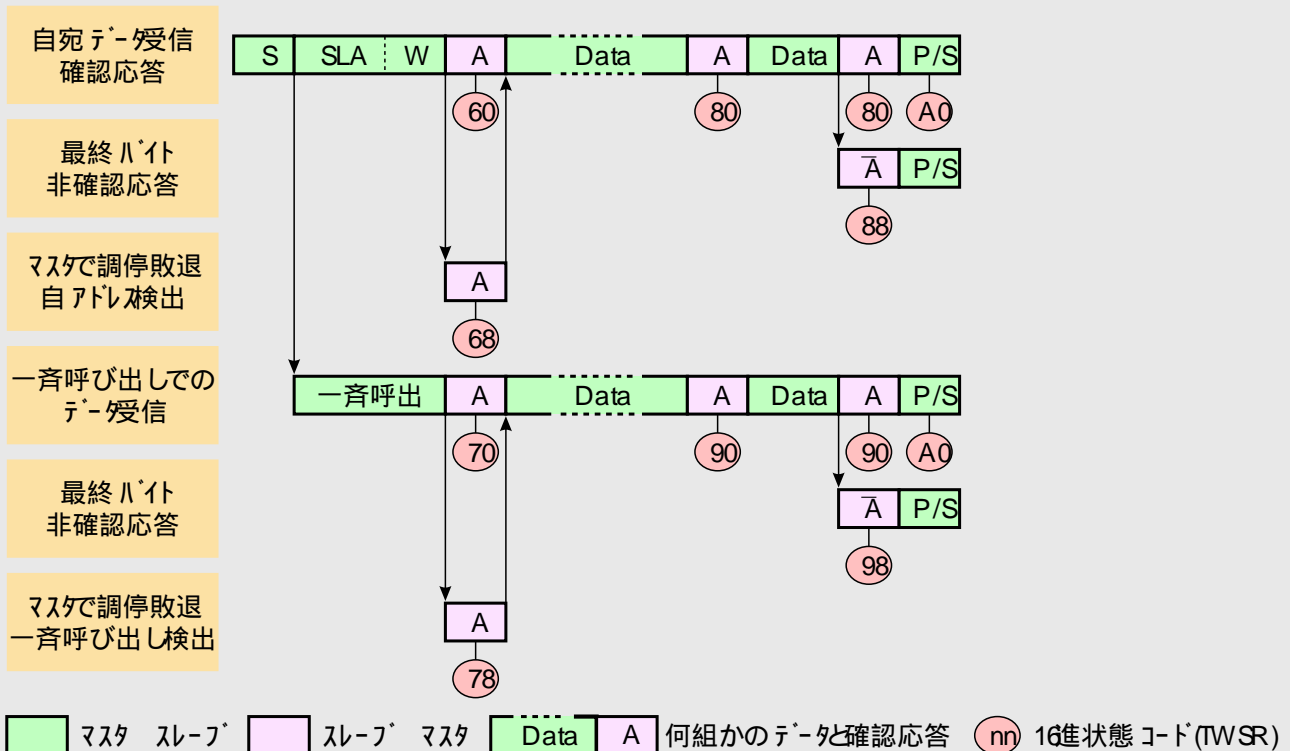 自宛ﾃﾞｰﾀ受信
確認応答
S SLA W A Data A Data A P/S
60 80 80 A0
最終ﾊﾞｲﾄ
非確認応答
A̅ P/S
88
ﾏｽﾀで調停敗退
自ｱﾄﾞﾚｽ検出
A
68
一斉呼び出しでの
ﾃﾞｰﾀ受信
一斉呼出 A Data A Data A P/S
70 90 90 A0
最終ﾊﾞｲﾄ
非確認応答
A̅ P/S
98
ﾏｽﾀで調停敗退
一斉呼び出し検出
A
78
ﾏｽﾀ ｽﾚｰﾌﾞ ｽﾚｰﾌﾞ ﾏｽﾀ Data A 何組かのﾃﾞｰﾀと確認応答 nn 16進状態ｺｰﾄﾞ(TWSR)